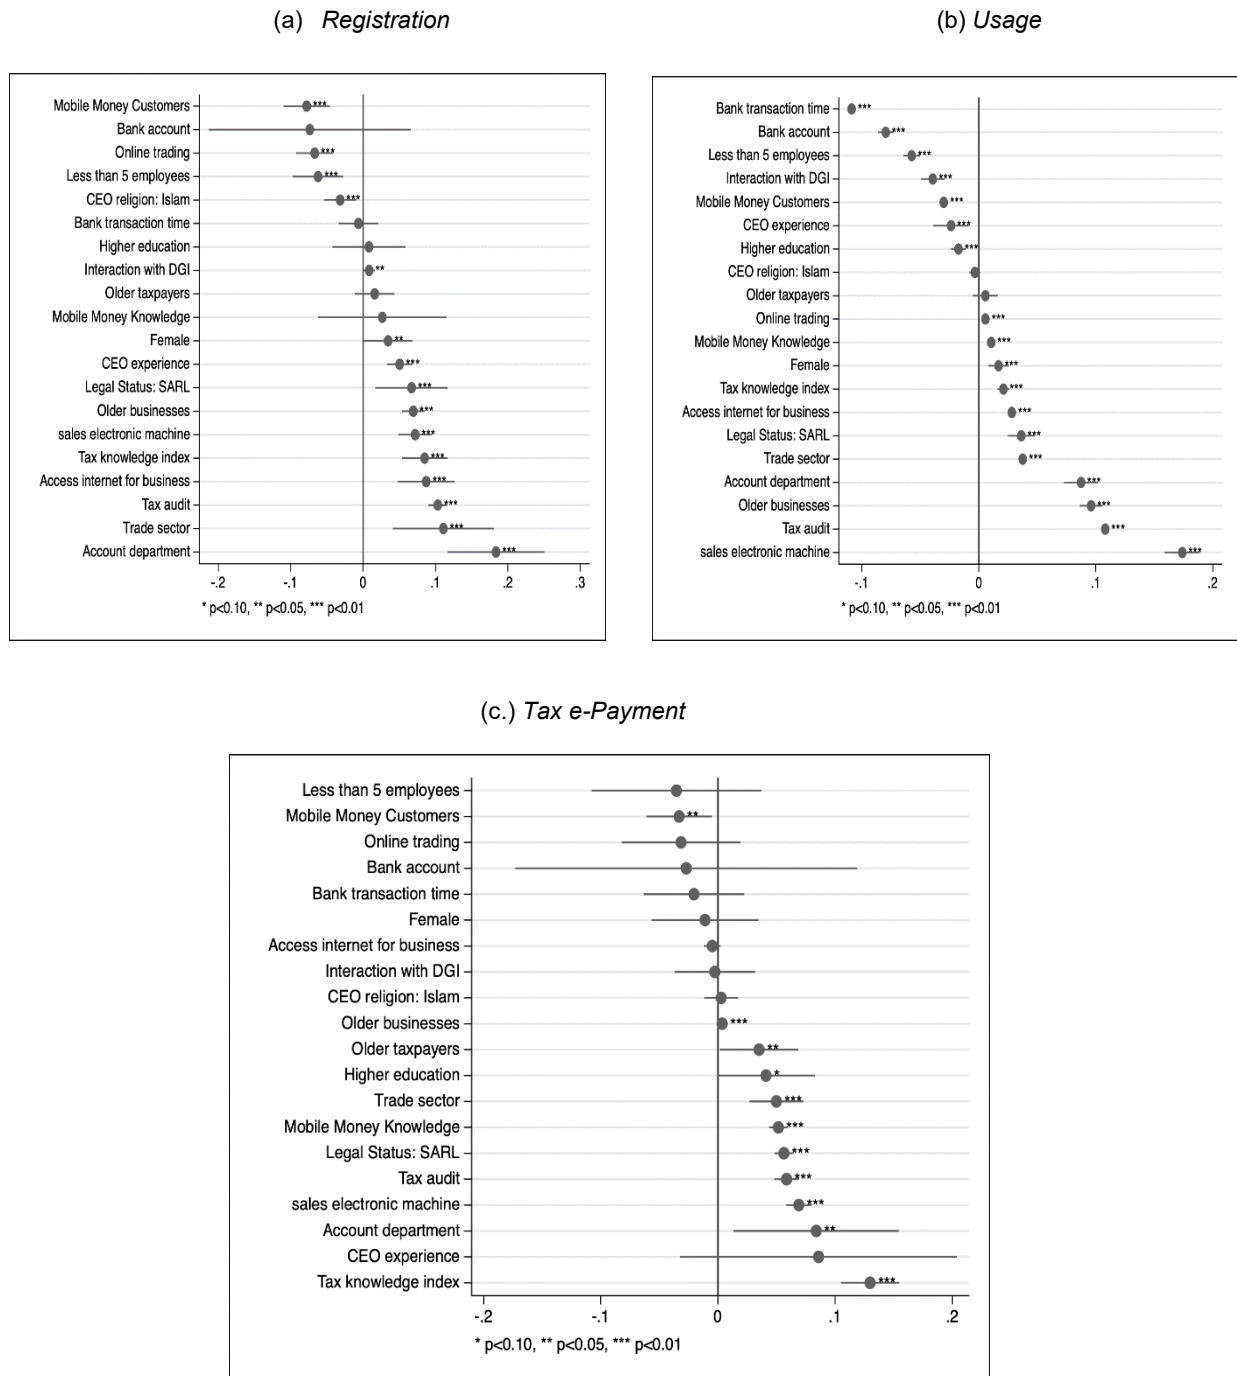 (a) Registration
Mobile Money Customers ***
Bank account
Online trading ***
Less than 5 employees ***
CEO religion: Islam ***
Bank transaction time
Higher education
Interaction with DGI **
Older taxpayers
Mobile Money Knowledge
Female **
CEO experience ***
Legal Status: SARL ***
Older businesses ***
sales electronic machine ***
Tax knowledge index ***
Access internet for business ***
Tax audit ***
Trade sector ***
Account department ***
-.2 -.1 0 .1 .2 .3
* p<0.10, ** p<0.05, *** p<0.01
(b) Usage
Bank transaction time ***
Bank account ***
Less than 5 employees ***
Interaction with DGI ***
Mobile Money Customers ***
CEO experience ***
Higher education ***
CEO religion: Islam
Older taxpayers
Online trading ***
Mobile Money Knowledge ***
Female ***
Tax knowledge index ***
Access internet for business ***
Legal Status: SARL ***
Trade sector ***
Account department ***
Older businesses ***
Tax audit ***
sales electronic machine ***
-.1 0 .1 .2
* p<0.10, ** p<0.05, *** p<0.01
(c.) Tax e-Payment
Less than 5 employees
Mobile Money Customers **
Online trading
Bank account
Bank transaction time
Female
Access internet for business
Interaction with DGI
CEO religion: Islam
Older businesses ***
Older taxpayers **
Higher education *
Trade sector ***
Mobile Money Knowledge ***
Legal Status: SARL ***
Tax audit ***
sales electronic machine ***
Account department **
CEO experience
Tax knowledge index ***
-.2 -.1 0 .1 .2
* p<0.10, ** p<0.05, *** p<0.01